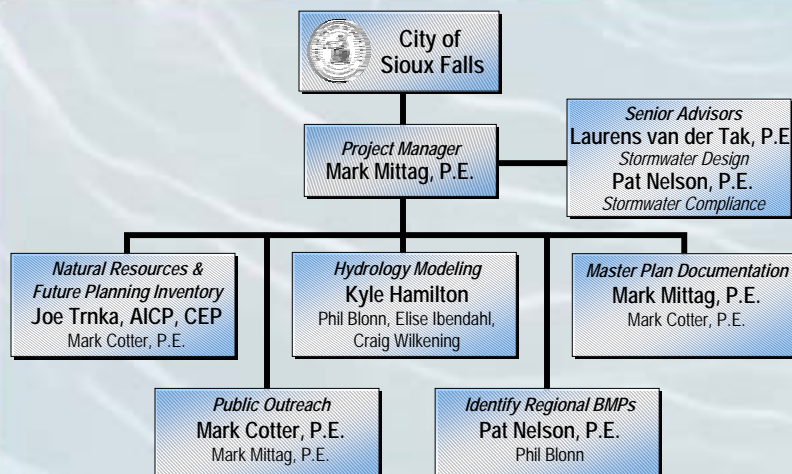 City of
Sioux Falls
Project Manager
Mark Mittag, P.E.
Senior Advisors
Laurens van der Tak, P.E
Stormwater Design
Pat Nelson, P.E.
Stormwater Compliance
Natural Resources &
Future Planning Inventory
Joe Trnka, AICP, CEP
Mark Cotter, P.E.
Hydrology Modeling
Kyle Hamilton
Phil Blonn, Elise Ibendahl,
Craig Wilkening
Master Plan Documentation
Mark Mittag, P.E.
Mark Cotter, P.E.
Public Outreach
Mark Cotter, P.E.
Mark Mittag, P.E.
Identify Regional BMPs
Pat Nelson, P.E.
Phil Blonn